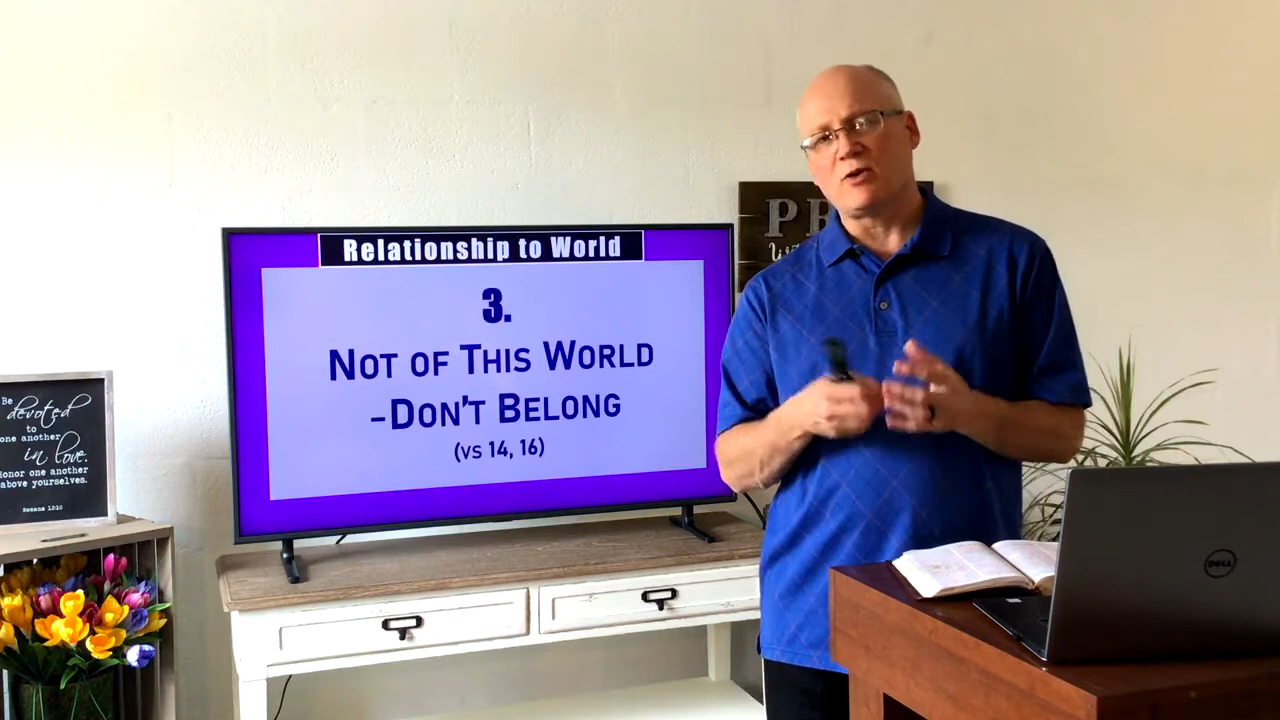 Relationship to World
3.
NOT OF THIS WORLD
-DON'T BELONG
(VS 14, 16)
Be
devoted
to
one another
in love.
Honor one another
above yourselves.
Romans 12:10
DELL